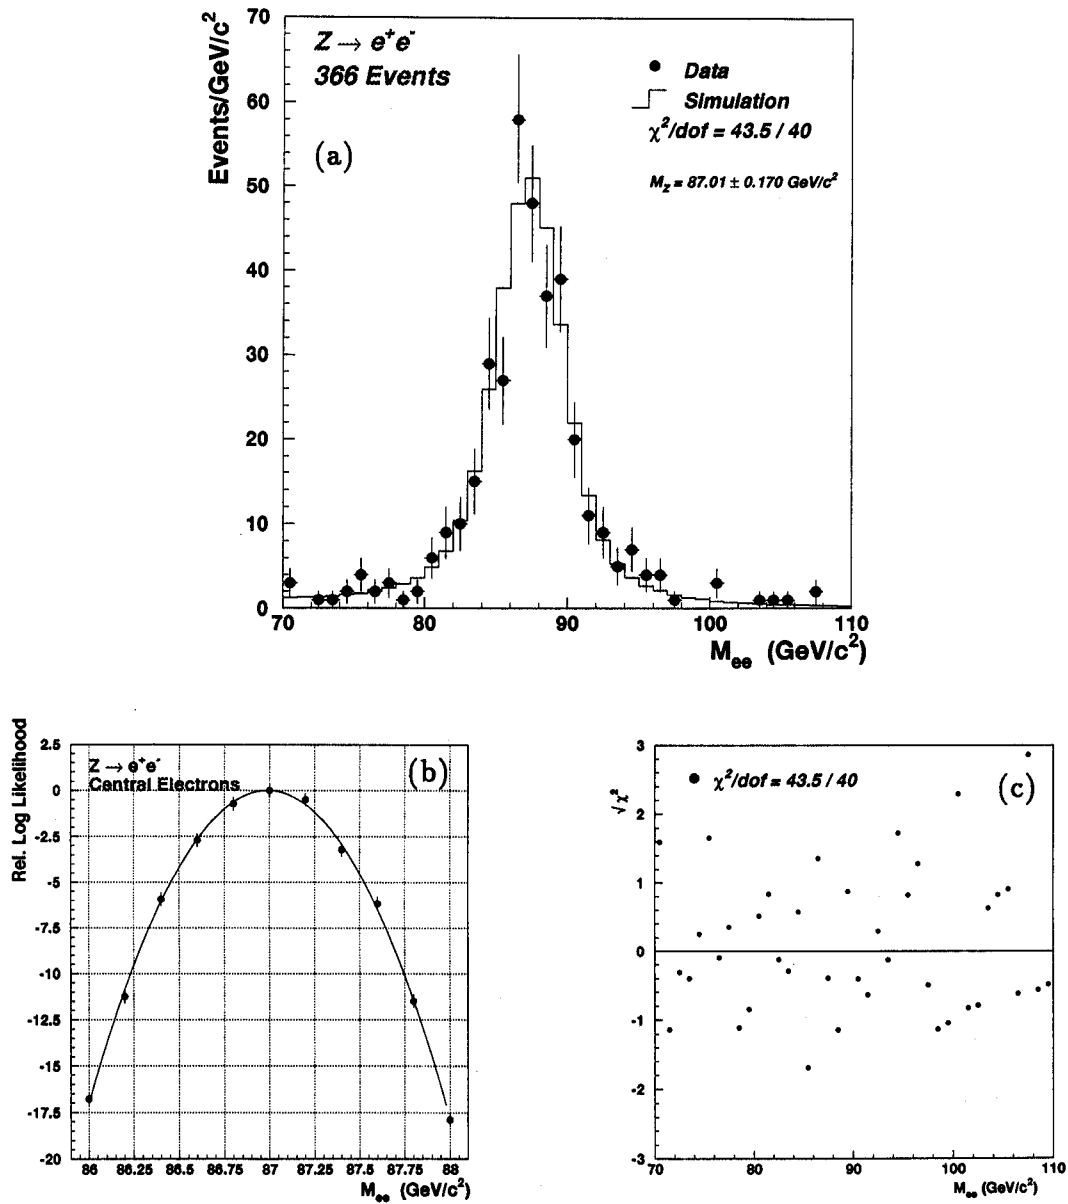 Z → e⁺e⁻
366 Events
(a)
Data
Simulation
χ²/dof = 43.5 / 40
M_Z = 87.01 ± 0.170 GeV/c²
Events/GeV/c²
70
60
50
40
30
20
10
0
70 80 90 100 110
M_ee (GeV/c²)
Rel. Log Likelihood
Z → e⁺e⁻
Central Electrons
(b)
2.5
0
-2.5
-5
-7.5
-10
-12.5
-15
-17.5
-20
86 86.25 86.5 86.75 87 87.25 87.5 87.75 88
M_ee (GeV/c²)
√χ²
χ²/dof = 43.5 / 40
(c)
3
2
1
0
-1
-2
-3
70 80 90 100 110
M_ee (GeV/c²)